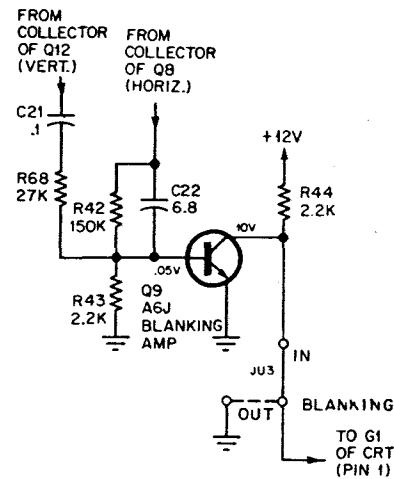 FROM
COLLECTOR
OF Q12
(VERT.)
FROM
COLLECTOR
OF Q8
(HORIZ.)
C21
.1
+12V
R68
27K
R42
150K
C22
6.8
R44
2.2K
10V
.05V
R43
2.2K
Q9
A6J
BLANKING
AMP
IN
JU3
OUT
BLANKING
TO G1
OF CRT
(PIN 1)